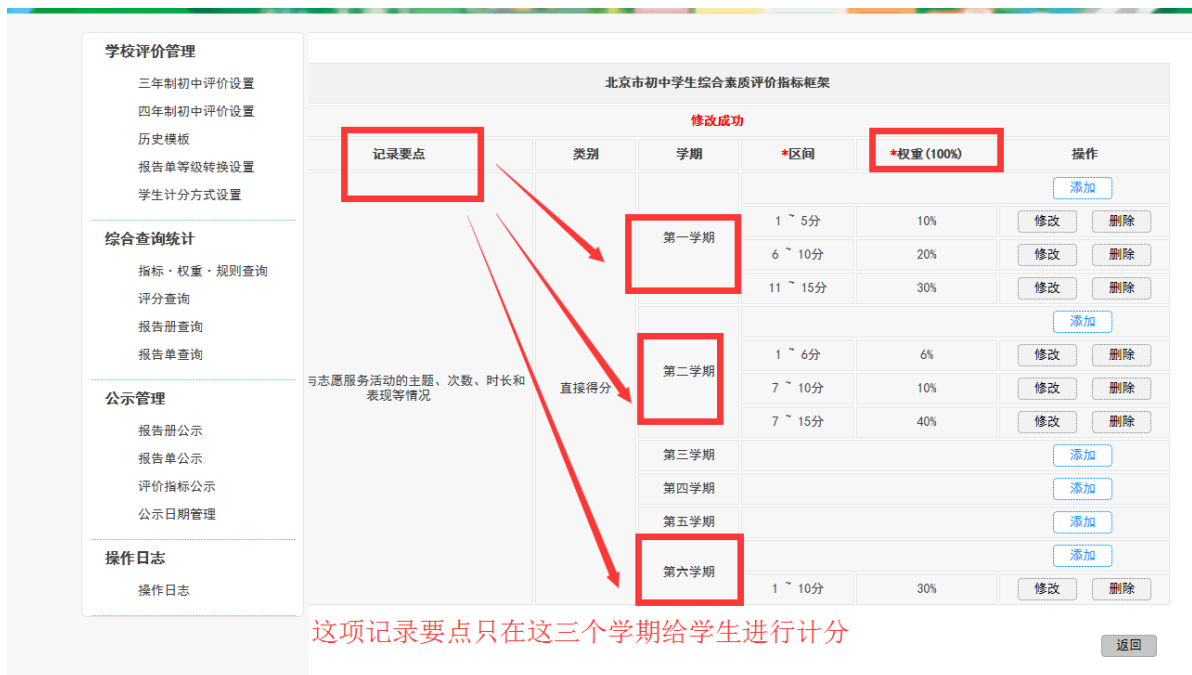 学校评价管理
三年制初中评价设置
四年制初中评价设置
历史模板
报告单等级转换设置
学生计分方式设置
综合查询统计
指标·权重·规则查询
评分查询
报告册查询
报告单查询
公示管理
报告册公示
报告单公示
评价指标公示
公示日期管理
操作日志
操作日志
北京市初中学生综合素质评价指标框架
修改成功
记录要点 类别 学期 *区间 *权重(100%) 操作
添加
第一学期
1 ~ 5分 10% 修改 删除
6 ~ 10分 20% 修改 删除
11 ~ 15分 30% 修改 删除
添加
第二学期
1 ~ 6分 6% 修改 删除
与志愿服务活动的主题、次数、时长和
表现等情况
直接得分
7 ~ 10分 10% 修改 删除
7 ~ 15分 40% 修改 删除
第三学期 添加
第四学期 添加
第五学期 添加
添加
第六学期
1 ~ 10分 30% 修改 删除
这项记录要点只在这三个学期给学生进行计分
返回